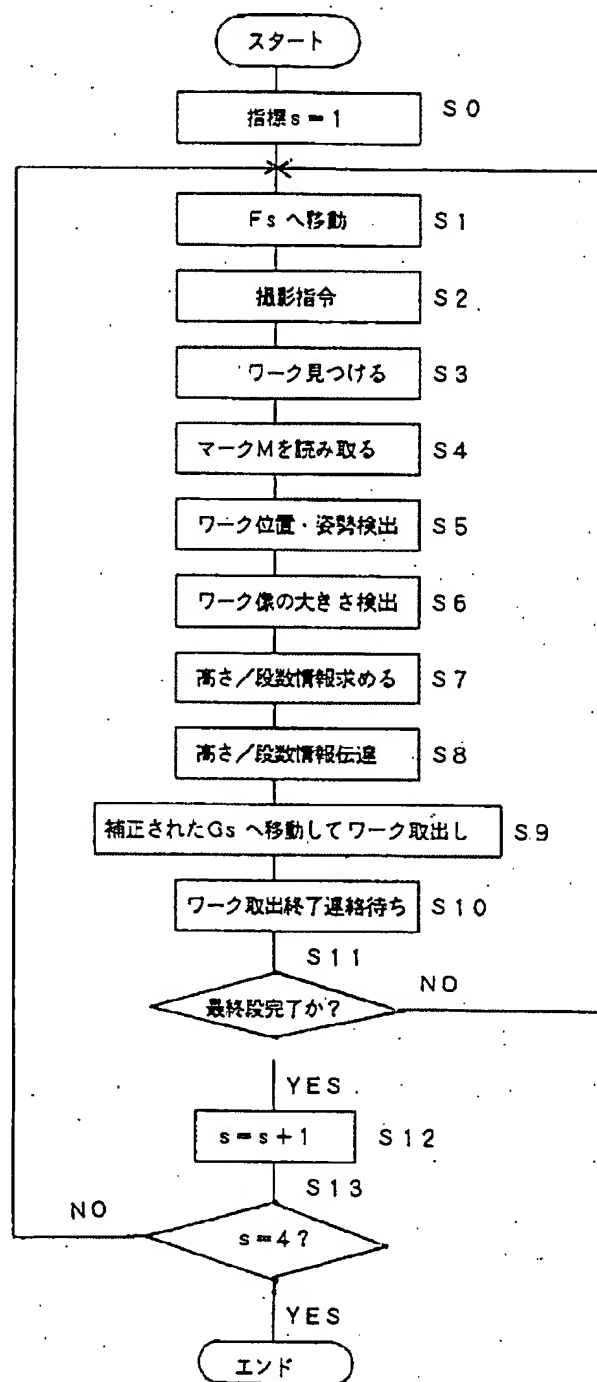 スタート
指標s=1 S0
Fsへ移動 S1
撮影指令 S2
ワーク見つける S3
マークMを読み取る S4
ワーク位置・姿勢検出 S5
ワーク像の大きさ検出 S6
高さ/段数情報求める S7
高さ/段数情報伝達 S8
補正されたGsへ移動してワーク取出し S9
ワーク取出終了連絡待ち S10
S11
最終段完了か? NO
YES
s=s+1 S12
S13
NO
s=4?
YES
エンド